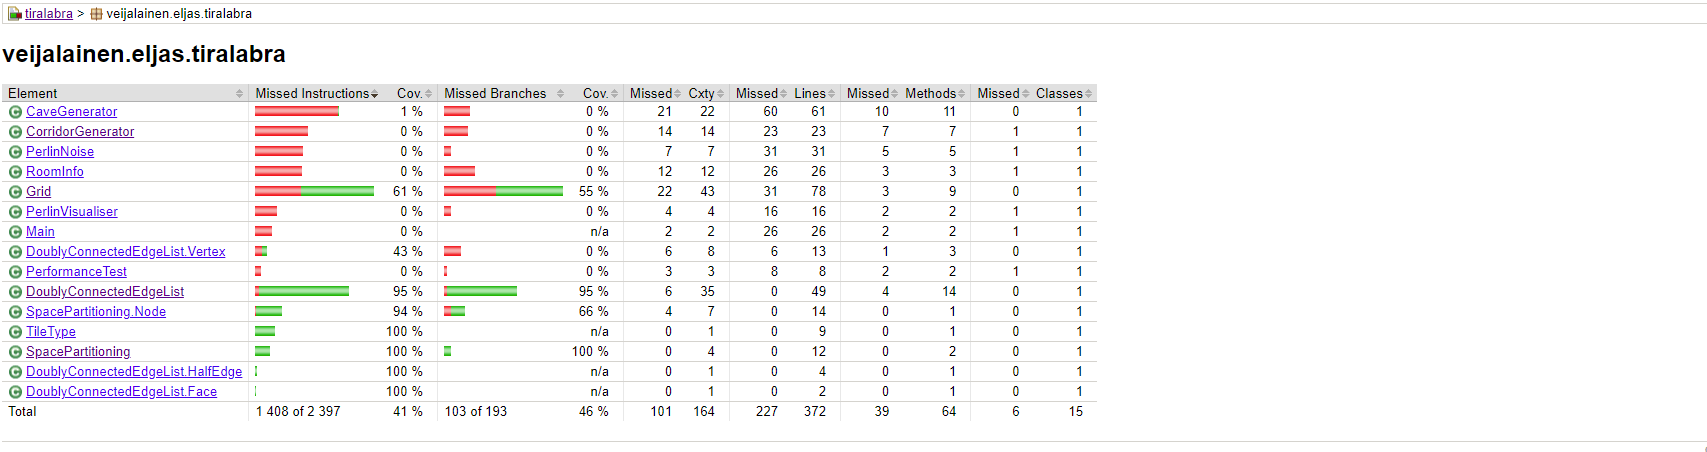 tiralabra > veijalainen.eljas.tiralabra
veijalainen.eljas.tiralabra
Element Missed Instructions Cov. Missed Branches Cov. Missed Cxty Missed Lines Missed Methods Missed Classes
CaveGenerator 1 % 0 % 21 22 60 61 10 11 0 1
CorridorGenerator 0 % 0 % 14 14 23 23 7 7 1 1
PerlinNoise 0 % 0 % 7 7 31 31 5 5 1 1
RoomInfo 0 % 0 % 12 12 26 26 3 3 1 1
Grid 61 % 55 % 22 43 31 78 3 9 0 1
PerlinVisualiser 0 % 0 % 4 4 16 16 2 2 1 1
Main 0 % n/a 2 2 26 26 2 2 1 1
DoublyConnectedEdgeList.Vertex 43 % 0 % 6 8 6 13 1 3 0 1
PerformanceTest 0 % 0 % 3 3 8 8 2 2 1 1
DoublyConnectedEdgeList 95 % 95 % 6 35 0 49 4 14 0 1
SpacePartitioning.Node 94 % 66 % 4 7 0 14 0 1 0 1
TileType 100 % n/a 0 1 0 9 0 1 0 1
SpacePartitioning 100 % 100 % 0 4 0 12 0 2 0 1
DoublyConnectedEdgeList.HalfEdge 100 % n/a 0 1 0 4 0 1 0 1
DoublyConnectedEdgeList.Face 100 % n/a 0 1 0 2 0 1 0 1
Total 1 408 of 2 397 41 % 103 of 193 46 % 101 164 227 372 39 64 6 15